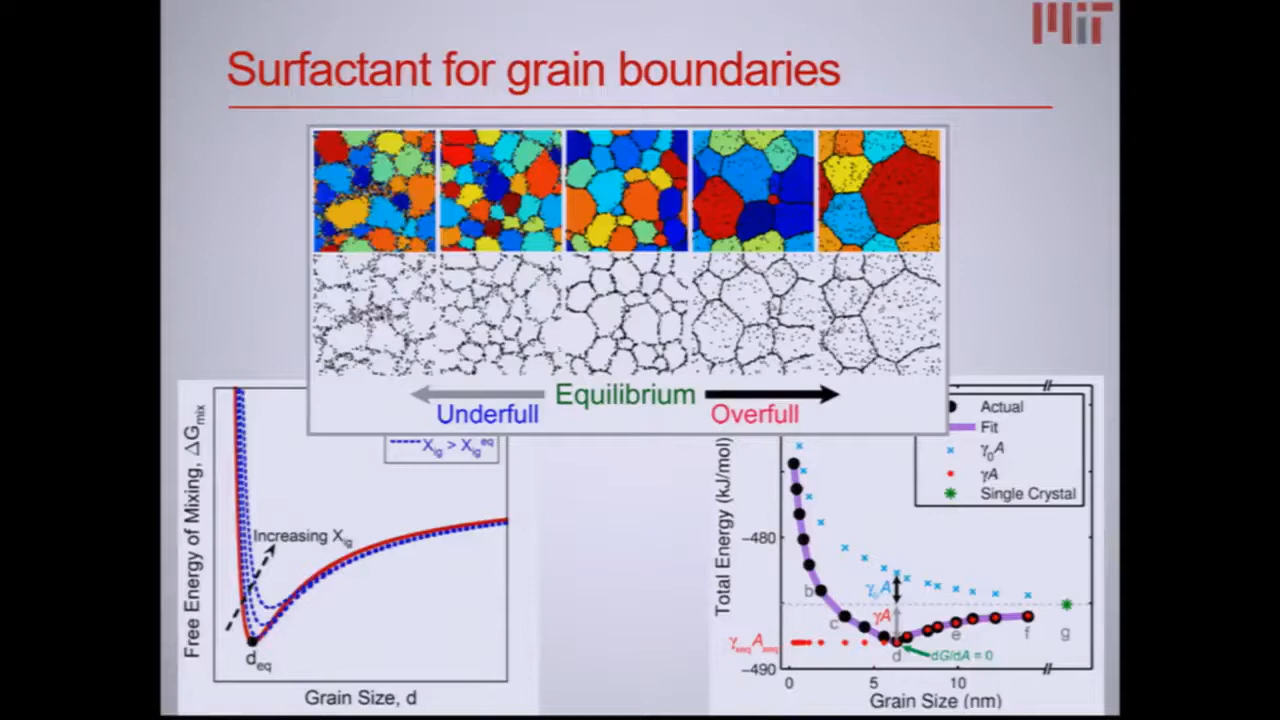 MIT
Surfactant for grain boundaries
Equilibrium
Underfull
Overfull
Free Energy of Mixing, ΔG_mix
X_ig > X_ig^eq
Increasing X_ig
d_eq
Grain Size, d
Total Energy (kJ/mol)
−480
−490
Actual
Fit
γ₀A
γA
Single Crystal
b
c
γ₀A
γA
d
e
f
g
dG/dA = 0
0
5
10
Grain Size (nm)